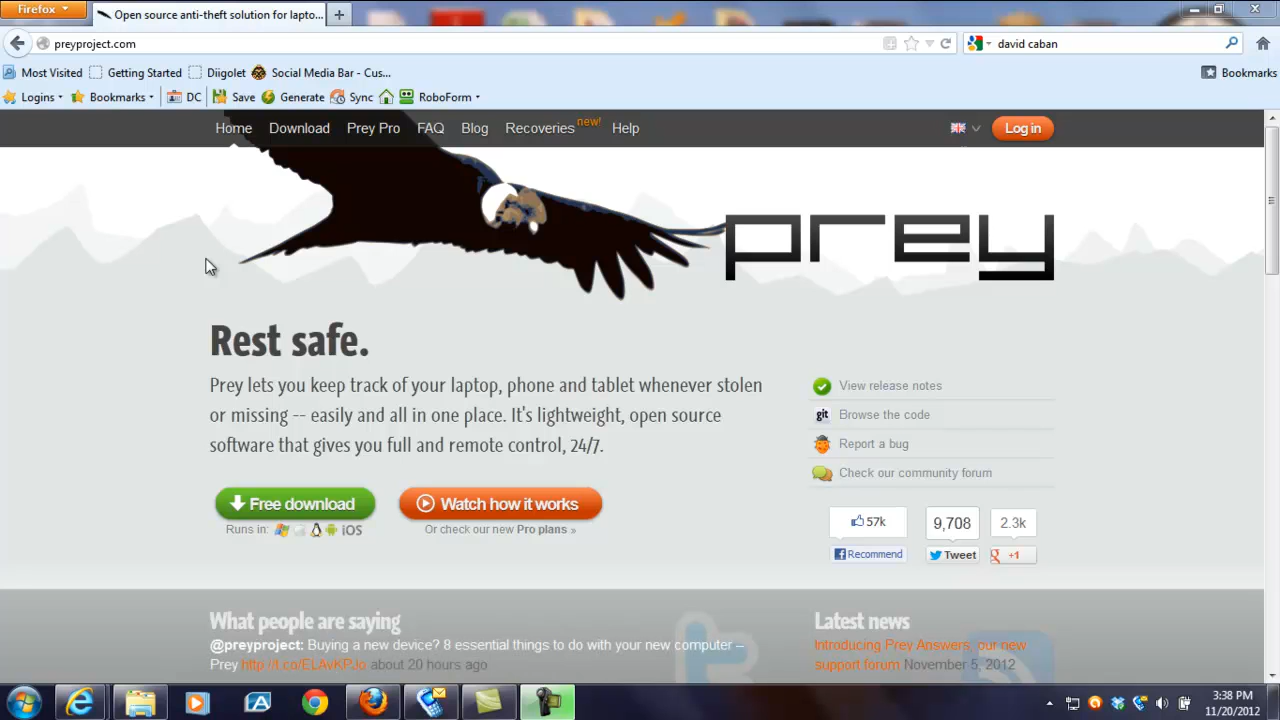 Firefox
Open source anti-theft solution for lapto...
preyproject.com
david caban
Most Visited Getting Started Diigolet Social Media Bar - Cus... Bookmarks
Logins Bookmarks DC Save Generate Sync RoboForm
Home Download Prey Pro FAQ Blog Recoveries new! Help Log in
prey
Rest safe.
Prey lets you keep track of your laptop, phone and tablet whenever stolen
or missing -- easily and all in one place. It's lightweight, open source
software that gives you full and remote control, 24/7.
View release notes
git Browse the code
Report a bug
Check our community forum
Free download Watch how it works
Runs in: iOS Or check our new Pro plans »
57k 9,708 2.3k
Recommend Tweet +1
What people are saying
@preyproject: Buying a new device? 8 essential things to do with your new computer –
Prey http://t.co/ELAvKPJo about 20 hours ago
Latest news
Introducing Prey Answers, our new
support forum November 5, 2012
3:38 PM
11/20/2012